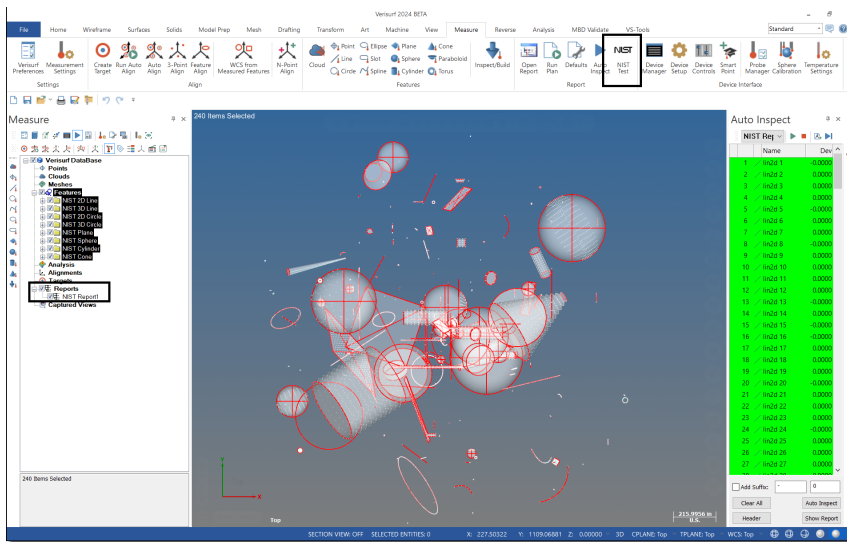 Verisurf 2024 BETA
File Home Wireframe Surfaces Solids Model Prep Mesh Drafting Transform Art Machine View Measure Reverse Analysis MBD Validate VS-Tools Standard
Verisurf Preferences
Measurement Settings
Create Target
Run Auto Align
Auto Align
3-Point Align
Feature Align
WCS from Measured Features
N-Point Align
Cloud
Point Ellipse Plane Cone
Line Slot Sphere Paraboloid
Circle Spline Cylinder Torus
Inspect/Build
Open Report
Run Plan
Defaults
Auto Inspect
NIST
NIST Test
Device Manager
Device Setup
Device Controls
Smart Point
Probe Manager
Sphere Calibration
Temperature Settings
Settings Align Features Report Device Interface
Measure
Verisurf DataBase
Points
Clouds
Meshes
Features
NIST 2D Line
NIST 3D Line
NIST 2D Circle
NIST 3D Circle
NIST Plane
NIST Sphere
NIST Cylinder
NIST Cone
Analysis
Alignments
Targets
Reports
NIST Report1
Captured Views
240 Items Selected
240 Items Selected
Y
X
Top
215.9956 in
U.S.
Auto Inspect
NIST Rep
Name Dev
1 lin2d 1 -0.0000
2 lin2d 2 0.0000
3 lin2d 3 0.0000
4 lin2d 4 0.0000
5 lin2d 5 -0.0000
6 lin2d 6 0.0000
7 lin2d 7 0.0000
8 lin2d 8 -0.0000
9 lin2d 9 0.0000
10 lin2d 10 0.0000
11 lin2d 11 0.0000
12 lin2d 12 0.0000
13 lin2d 13 -0.0000
14 lin2d 14 0.0000
15 lin2d 15 -0.0000
16 lin2d 16 -0.0000
17 lin2d 17 0.0000
18 lin2d 18 0.0000
19 lin2d 19 0.0000
20 lin2d 20 -0.0000
21 lin2d 21 0.0000
22 lin2d 22 0.0000
23 lin2d 23 0.0000
24 lin2d 24 -0.0000
25 lin2d 25 0.0000
26 lin2d 26 0.0000
27 lin2d 27 0.0000
28 lin2d 28 0.0000
Add Suffix: - 0
Clear All Auto Inspect
Header Show Report
SECTION VIEW: OFF SELECTED ENTITIES: 0 X: 227.50322 Y: 1109.06881 Z: 0.00000 3D CPLANE: Top TPLANE: Top WCS: Top